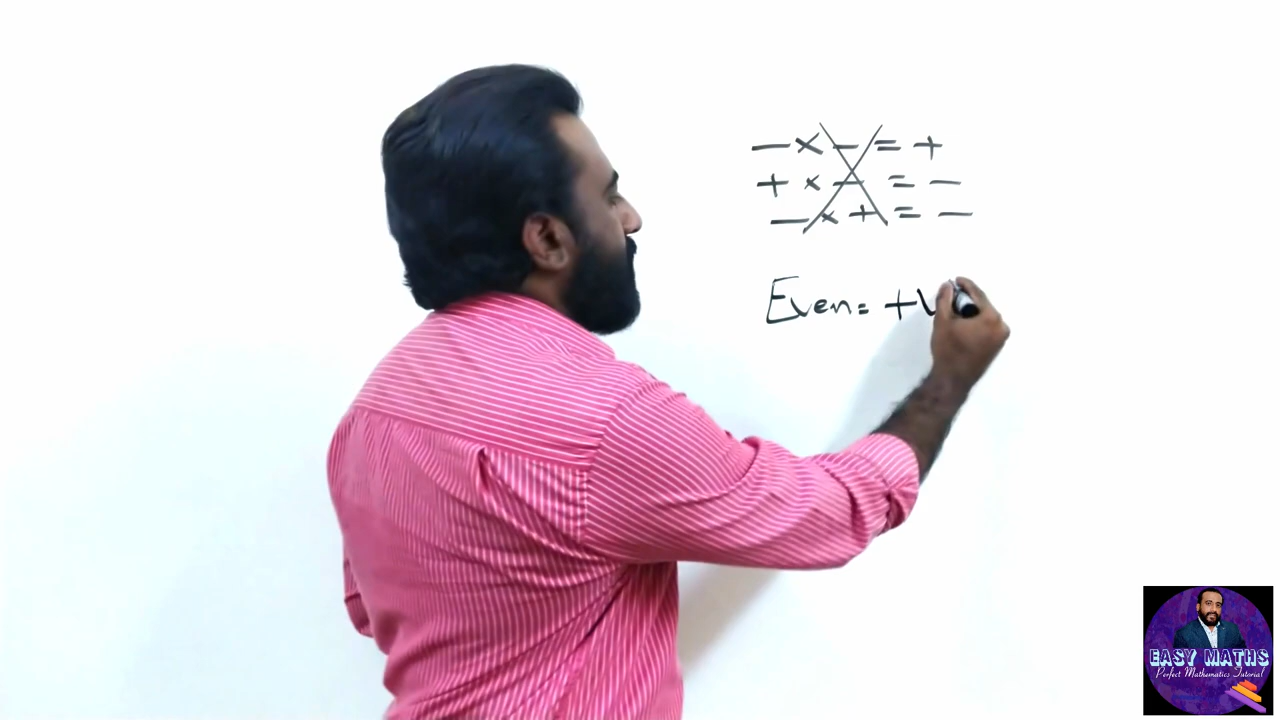 − × − = +
+ × − = −
− × + = −
Even = +v
EASY MATHS
Perfect Mathematics Tutorial